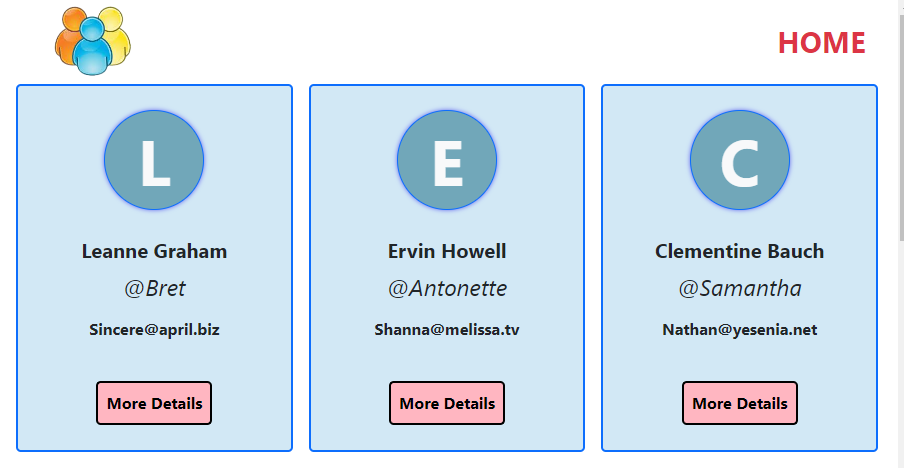 HOME
L
Leanne Graham
@Bret
Sincere@april.biz
More Details
E
Ervin Howell
@Antonette
Shanna@melissa.tv
More Details
C
Clementine Bauch
@Samantha
Nathan@yesenia.net
More Details